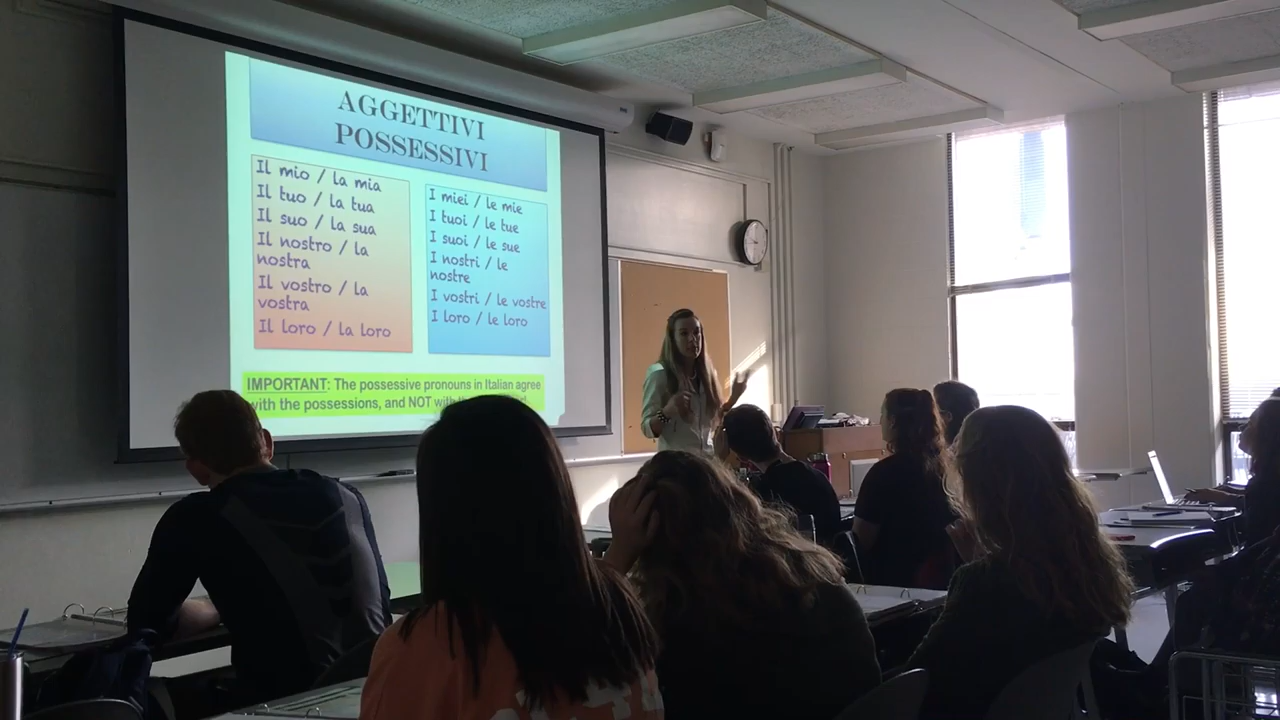 AGGETTIVI
POSSESSIVI
Il mio / la mia
Il tuo / la tua
Il suo / la sua
Il nostro / la
nostra
Il vostro / la
vostra
Il loro / la loro
I miei / le mie
I tuoi / le tue
I suoi / le sue
I nostri / le
nostre
I vostri / le vostre
I loro / le loro
IMPORTANT: The possessive pronouns in Italian agree
with the possessions, and NOT with